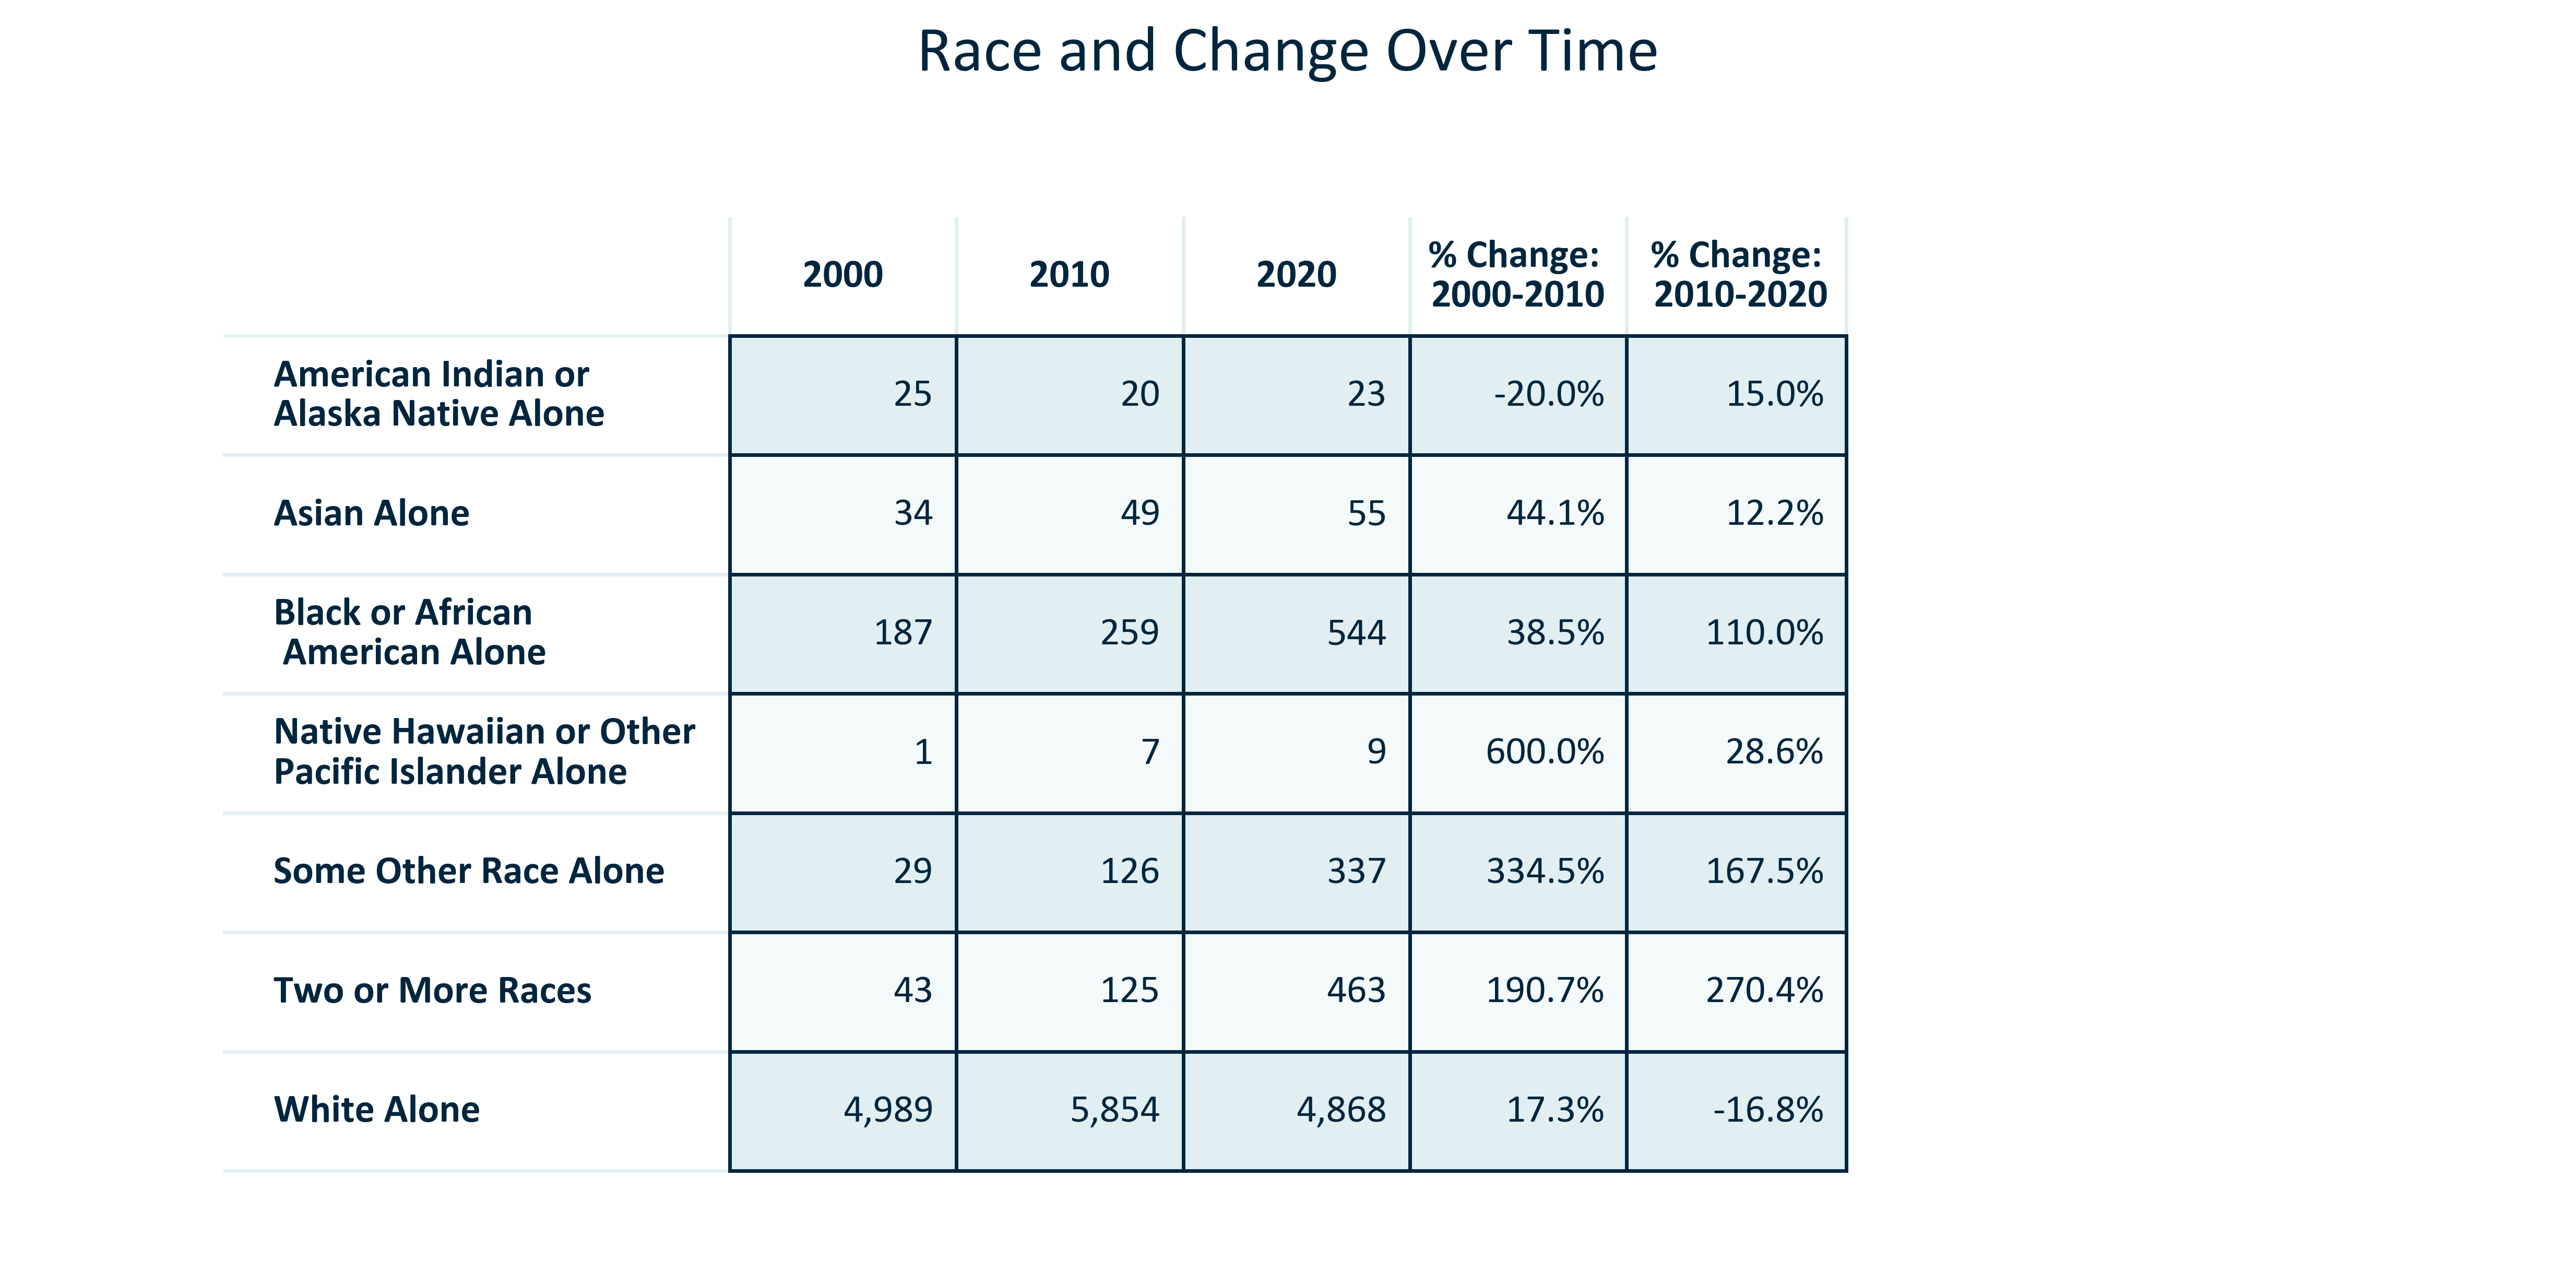 Race and Change Over Time
2000 2010 2020 % Change: 2000-2010 % Change: 2010-2020
American Indian or
Alaska Native Alone 25 20 23 -20.0% 15.0%
Asian Alone 34 49 55 44.1% 12.2%
Black or African
American Alone 187 259 544 38.5% 110.0%
Native Hawaiian or Other
Pacific Islander Alone 1 7 9 600.0% 28.6%
Some Other Race Alone 29 126 337 334.5% 167.5%
Two or More Races 43 125 463 190.7% 270.4%
White Alone 4,989 5,854 4,868 17.3% -16.8%